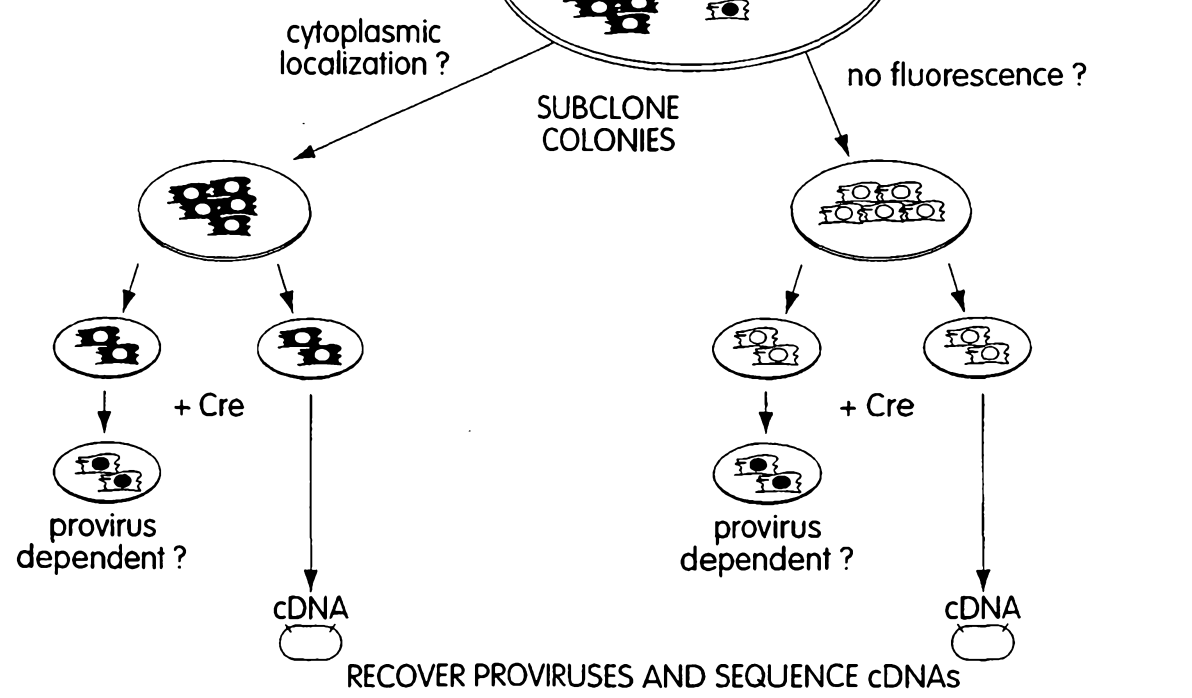 cytoplasmic
localization ?
no fluorescence ?
SUBCLONE
COLONIES
+ Cre
+ Cre
provirus
dependent ?
provirus
dependent ?
cDNA
cDNA
RECOVER PROVIRUSES AND SEQUENCE cDNAs